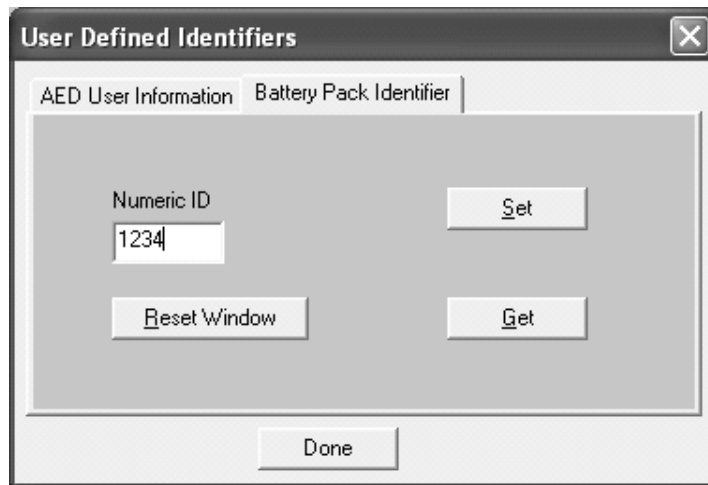 User Defined Identifiers
AED User Information Battery Pack Identifier
Numeric ID
Set
1234
Reset Window Get
Done